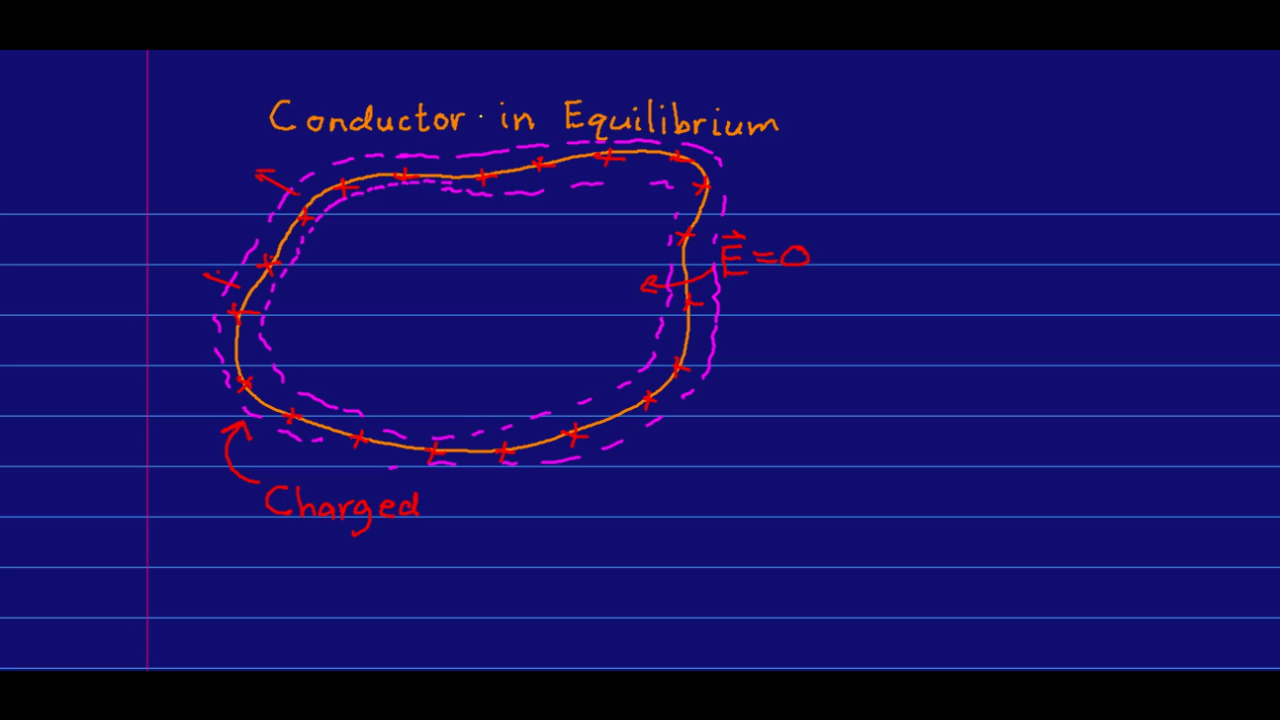 Conductor in Equilibrium
E = 0
Charged